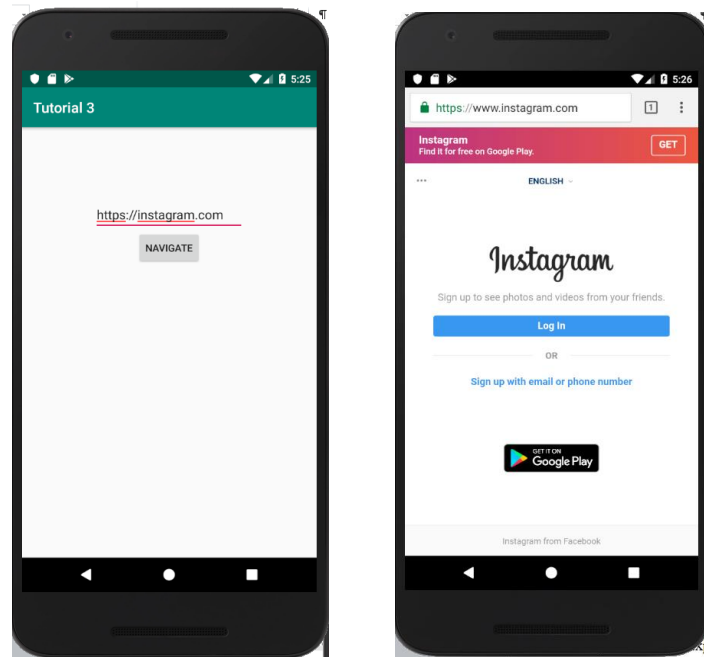 ¶
5:25
Tutorial 3
https://instagram.com
NAVIGATE
5:26
https://www.instagram.com
1
Instagram
Find it for free on Google Play.
GET
ENGLISH
Instagram
Sign up to see photos and videos from your friends.
Log In
OR
Sign up with email or phone number
GET IT ON
Google Play
Instagram from Facebook